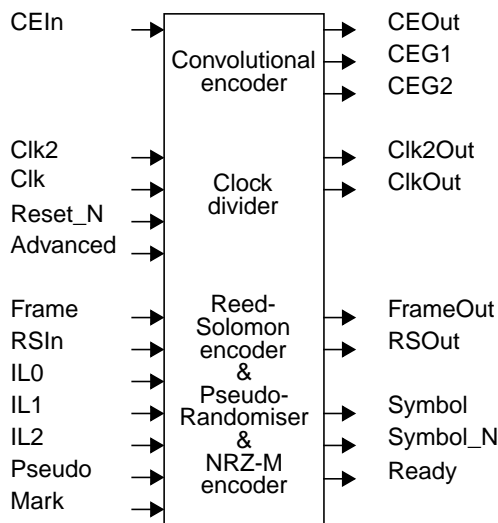 CEIn
Clk2
Clk
Reset_N
Advanced
Frame
RSIn
IL0
IL1
IL2
Pseudo
Mark
Convolutional
encoder
Clock
divider
Reed-
Solomon
encoder
&
Pseudo-
Randomiser
&
NRZ-M
encoder
CEOut
CEG1
CEG2
Clk2Out
ClkOut
FrameOut
RSOut
Symbol
Symbol_N
Ready